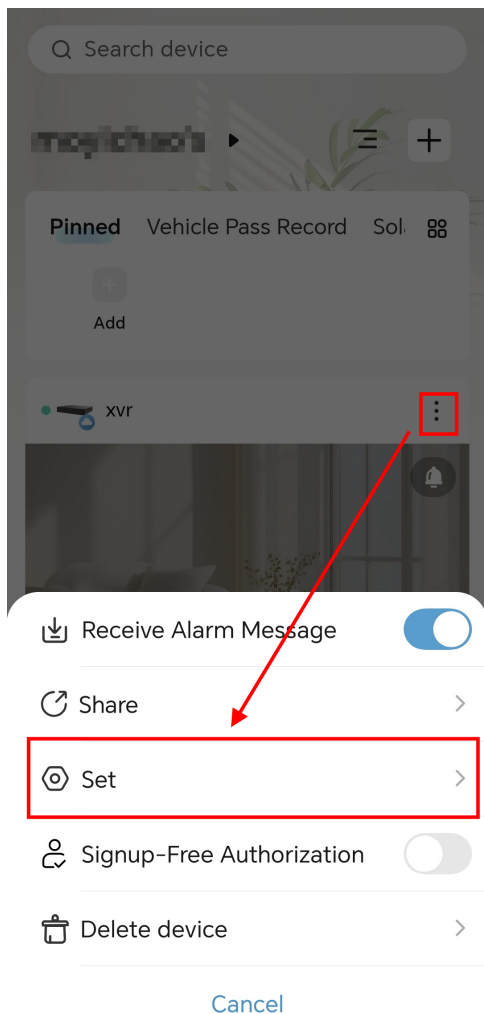 Search device
Pinned Vehicle Pass Record Sol
Add
xvr
Receive Alarm Message
Share
Set
Signup-Free Authorization
Delete device
Cancel